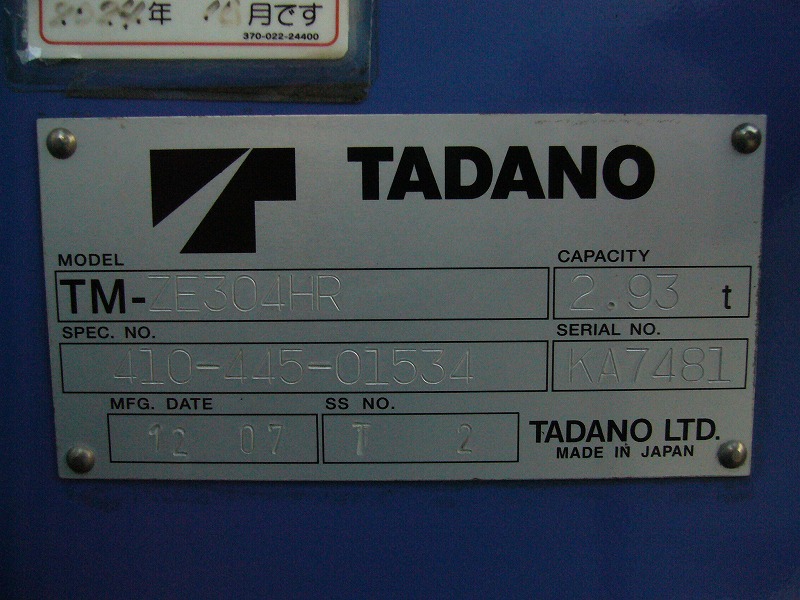 年 月です
370-022-24400
TADANO
MODEL CAPACITY
TM-ZE304HR 2.93 t
SPEC. NO. SERIAL NO.
410-445-01534 KA7481
MFG. DATE SS NO.
12 07 T 2
TADANO LTD.
MADE IN JAPAN